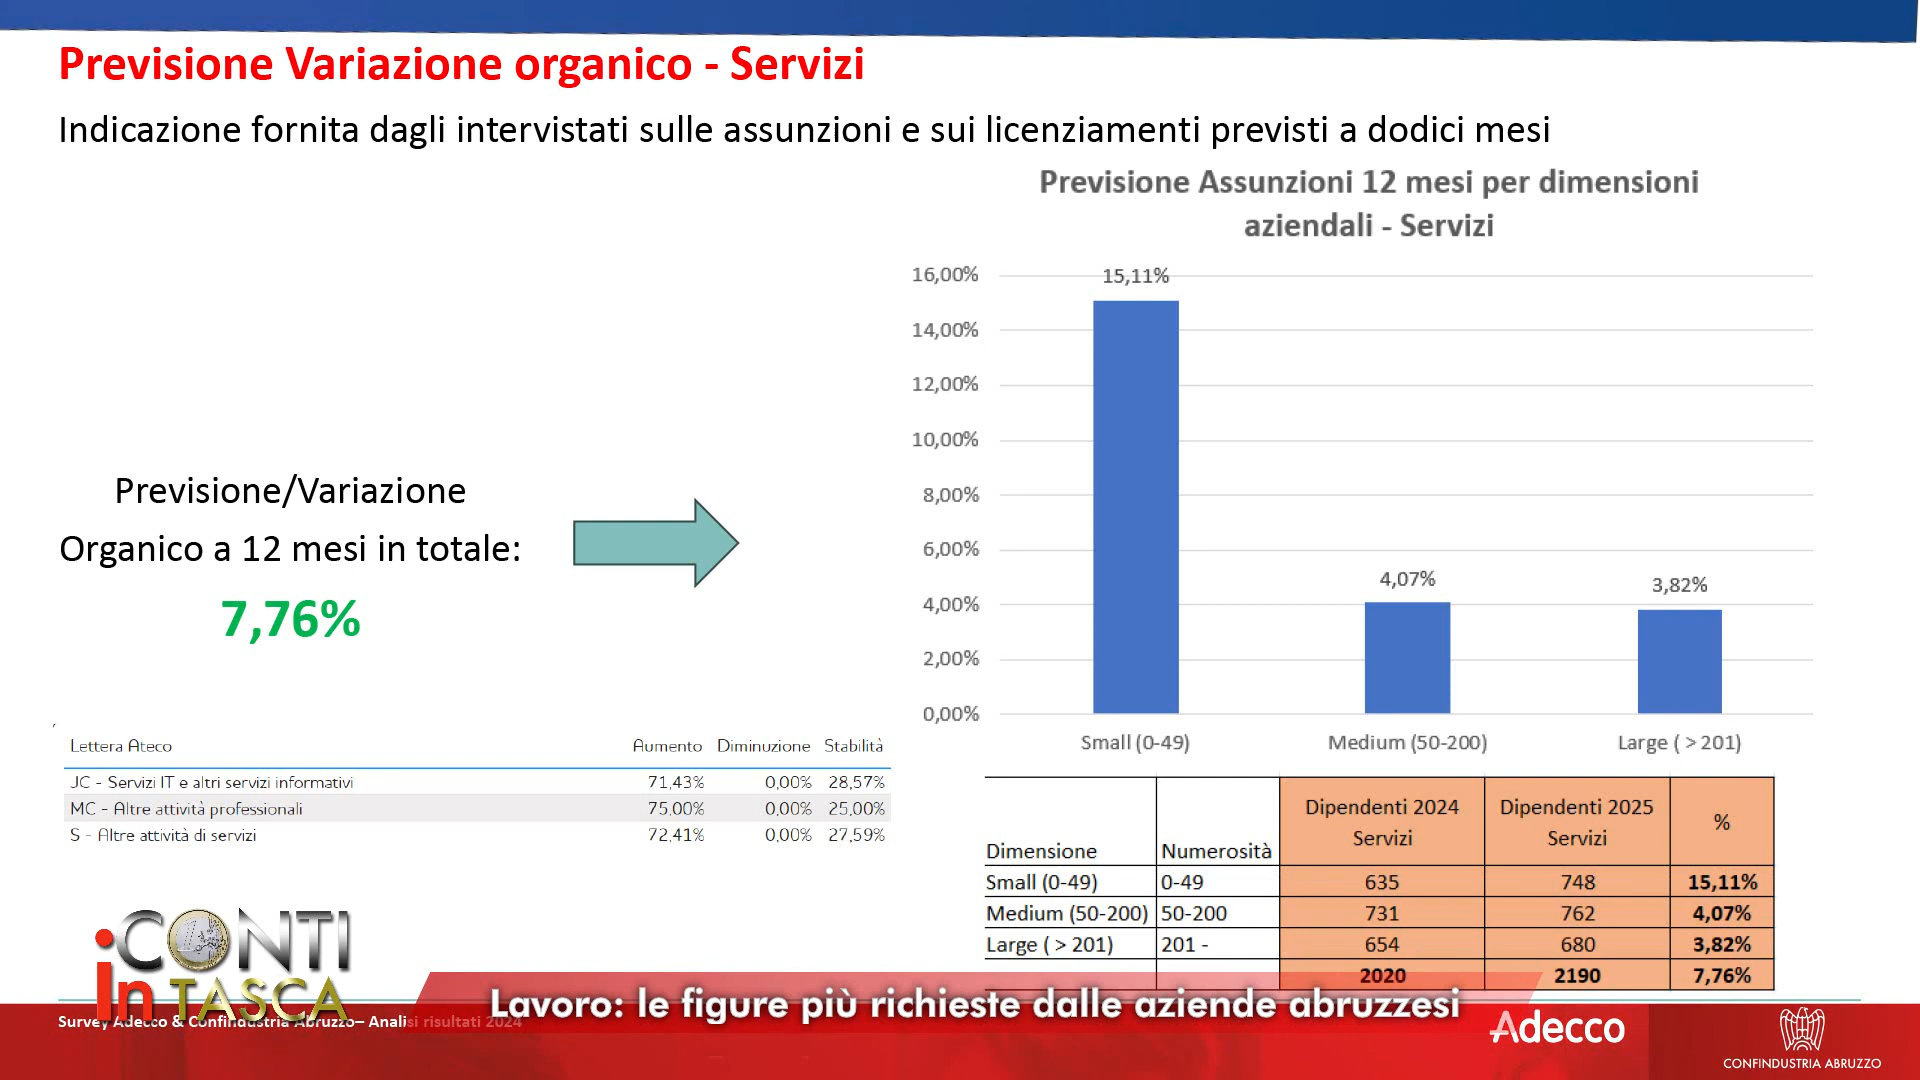 Previsione Variazione organico - Servizi
Indicazione fornita dagli intervistati sulle assunzioni e sui licenziamenti previsti a dodici mesi
Previsione/Variazione
Organico a 12 mesi in totale:
7,76%
Previsione Assunzioni 12 mesi per dimensioni
aziendali - Servizi
16,00%
14,00%
12,00%
10,00%
8,00%
6,00%
4,00%
2,00%
0,00%
15,11%
4,07%
3,82%
Small (0-49) Medium (50-200) Large ( > 201)
Lettera Ateco Aumento Diminuzione Stabilità
JC - Servizi IT e altri servizi informativi 71,43% 0,00% 28,57%
MC - Altre attività professionali 75,00% 0,00% 25,00%
S - Altre attività di servizi 72,41% 0,00% 27,59%
Dimensione Numerosità Dipendenti 2024 Servizi Dipendenti 2025 Servizi %
Small (0-49) 0-49 635 748 15,11%
Medium (50-200) 50-200 731 762 4,07%
Large ( > 201) 201 - 654 680 3,82%
2020 2190 7,76%
i CONTI
in TASCA
Lavoro: le figure più richieste dalle aziende abruzzesi
Survey Adecco & Confindustria Abruzzo– Analisi risultati 2024
Adecco
CONFINDUSTRIA ABRUZZO